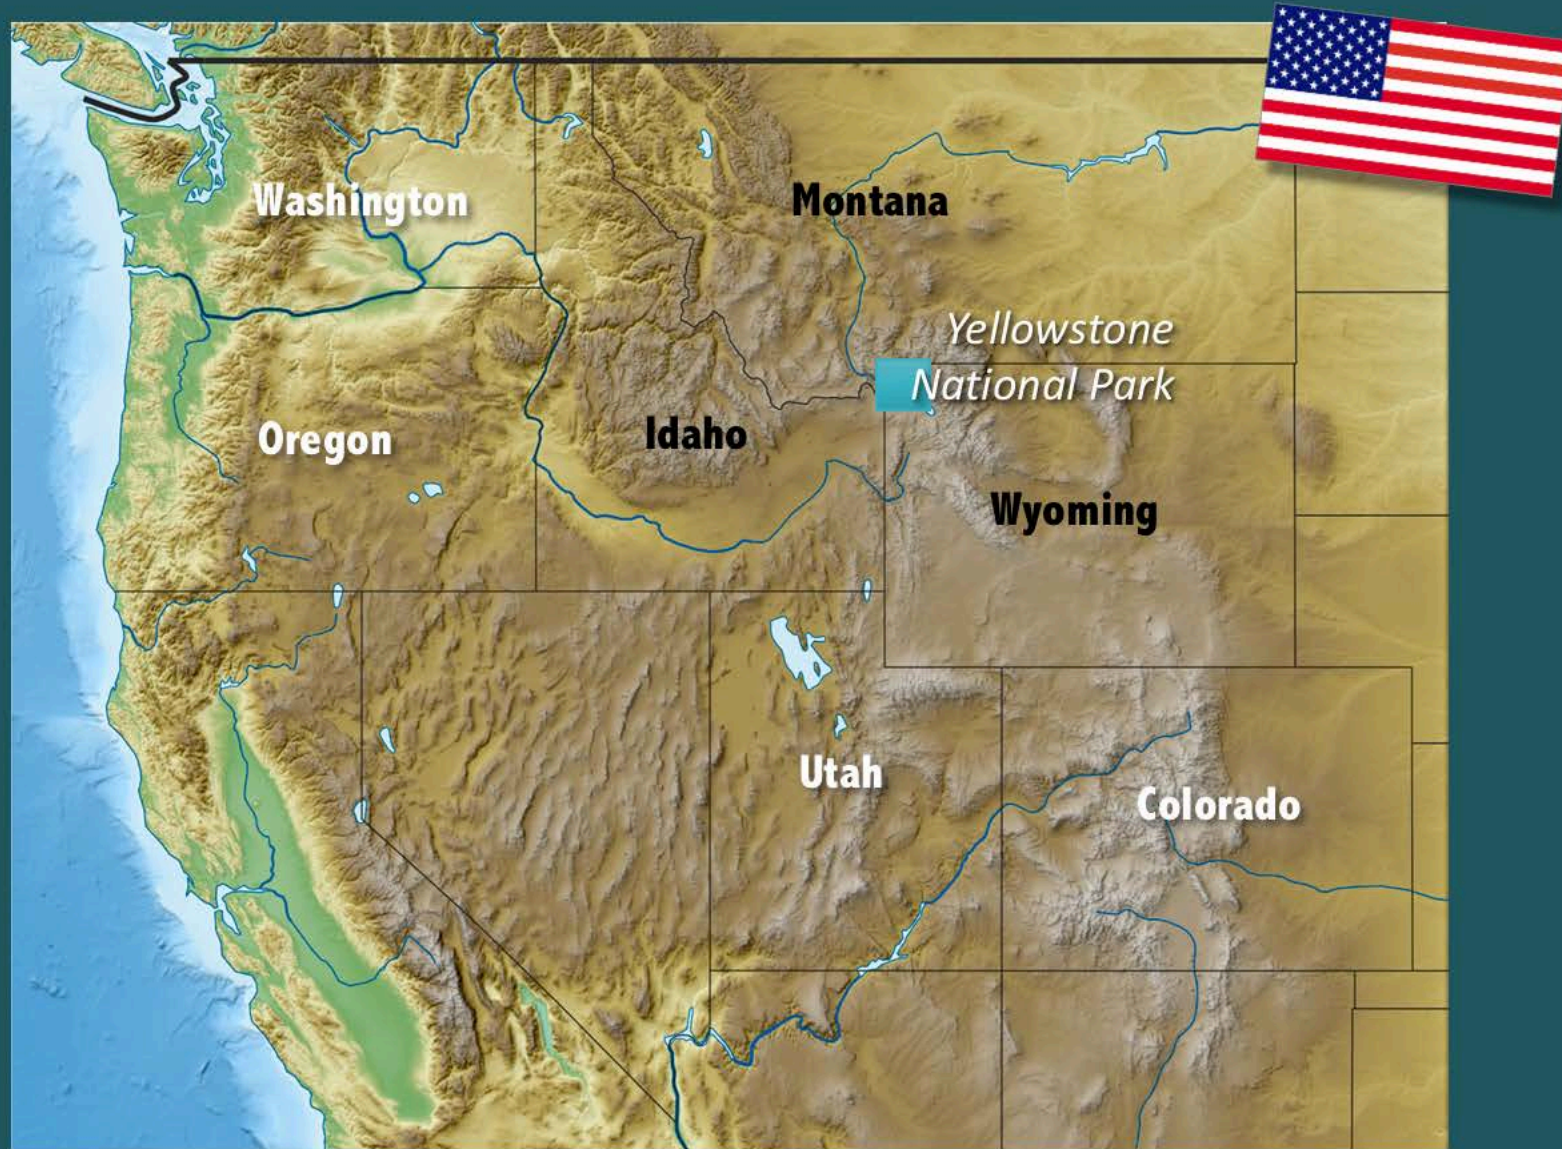 Washington
Montana
Yellowstone
National Park
Oregon
Idaho
Wyoming
Utah
Colorado